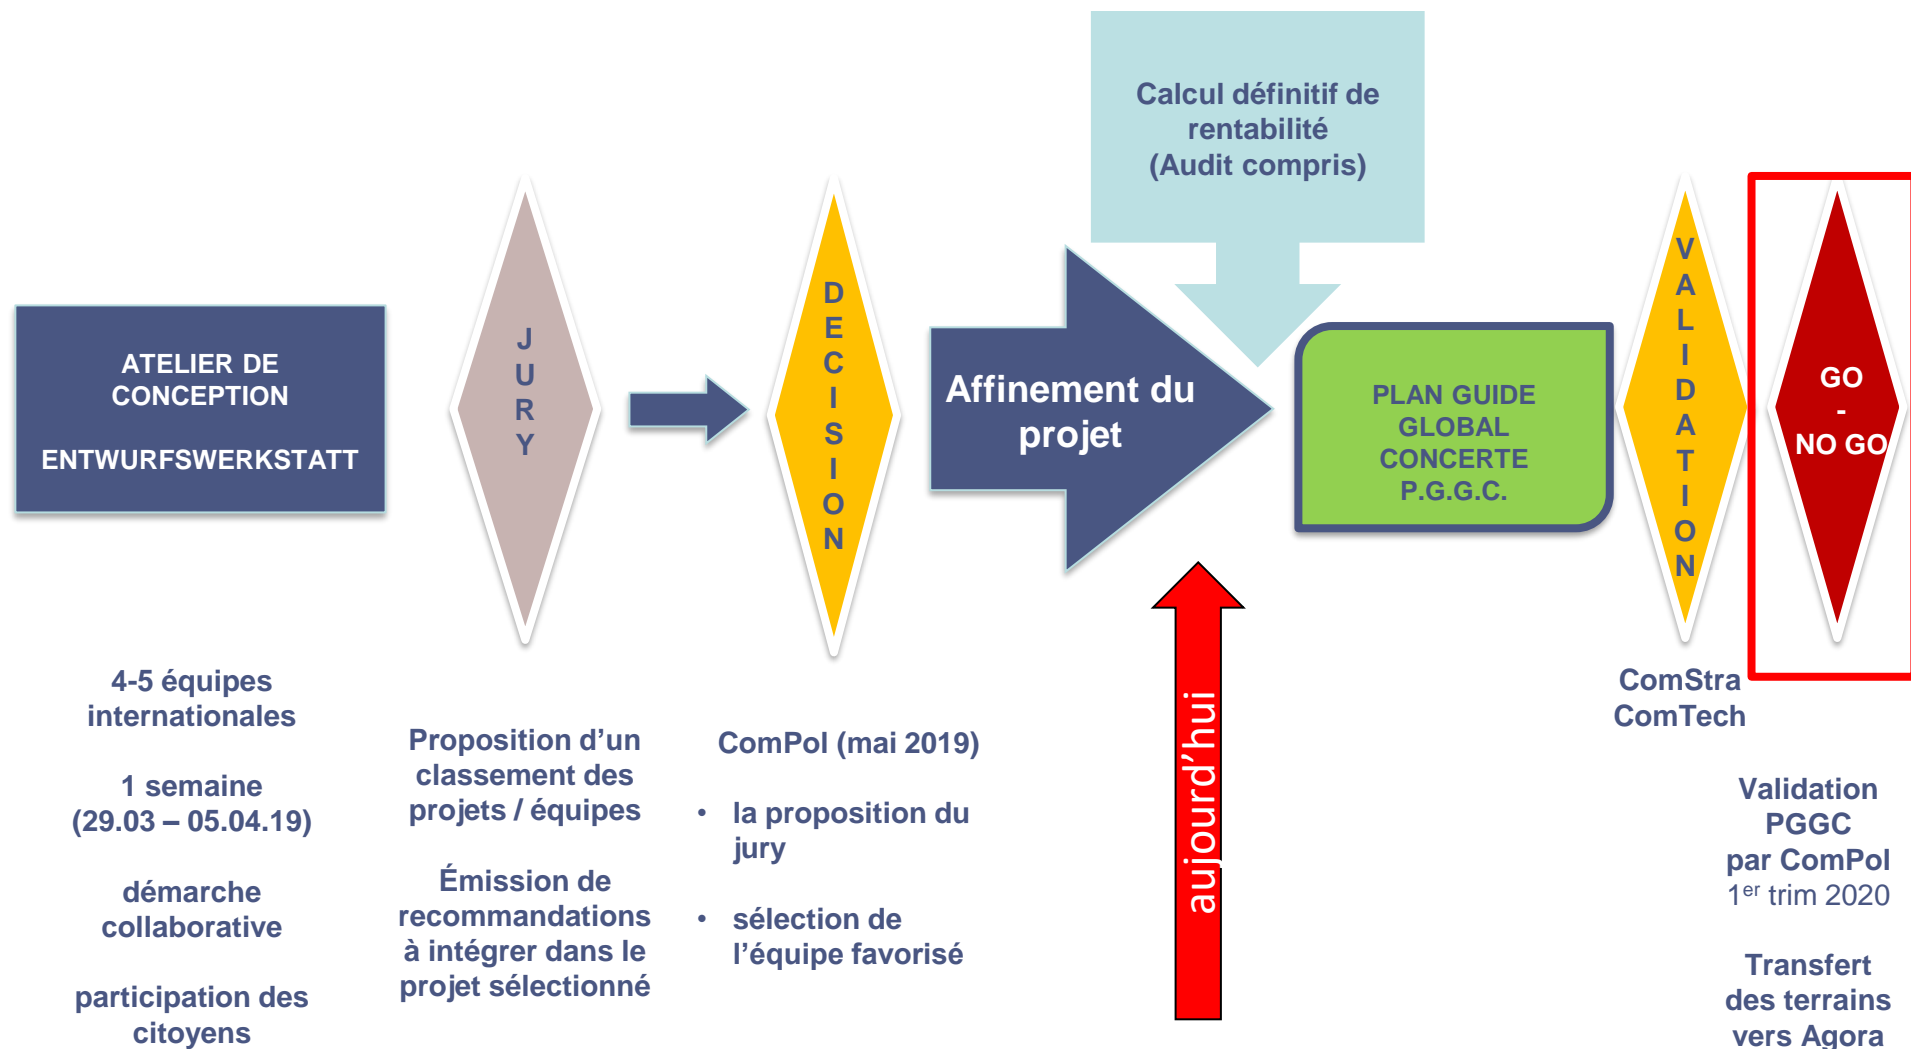 Calcul définitif de
rentabilité
(Audit compris)
ATELIER DE
CONCEPTION
ENTWURFSWERKSTATT
JURY
DECISION
Affinement du
projet
PLAN GUIDE
GLOBAL
CONCERTE
P.G.G.C.
VALIDATION
GO
-
NO GO
4-5 équipes
internationales
1 semaine
(29.03 – 05.04.19)
démarche
collaborative
participation des
citoyens
Proposition d’un
classement des
projets / équipes
Émission de
recommandations
à intégrer dans le
projet sélectionné
ComPol (mai 2019)
• la proposition du
jury
• sélection de
l’équipe favorisé
aujourd’hui
ComStra
ComTech
Validation
PGGC
par ComPol
1er trim 2020
Transfert
des terrains
vers Agora